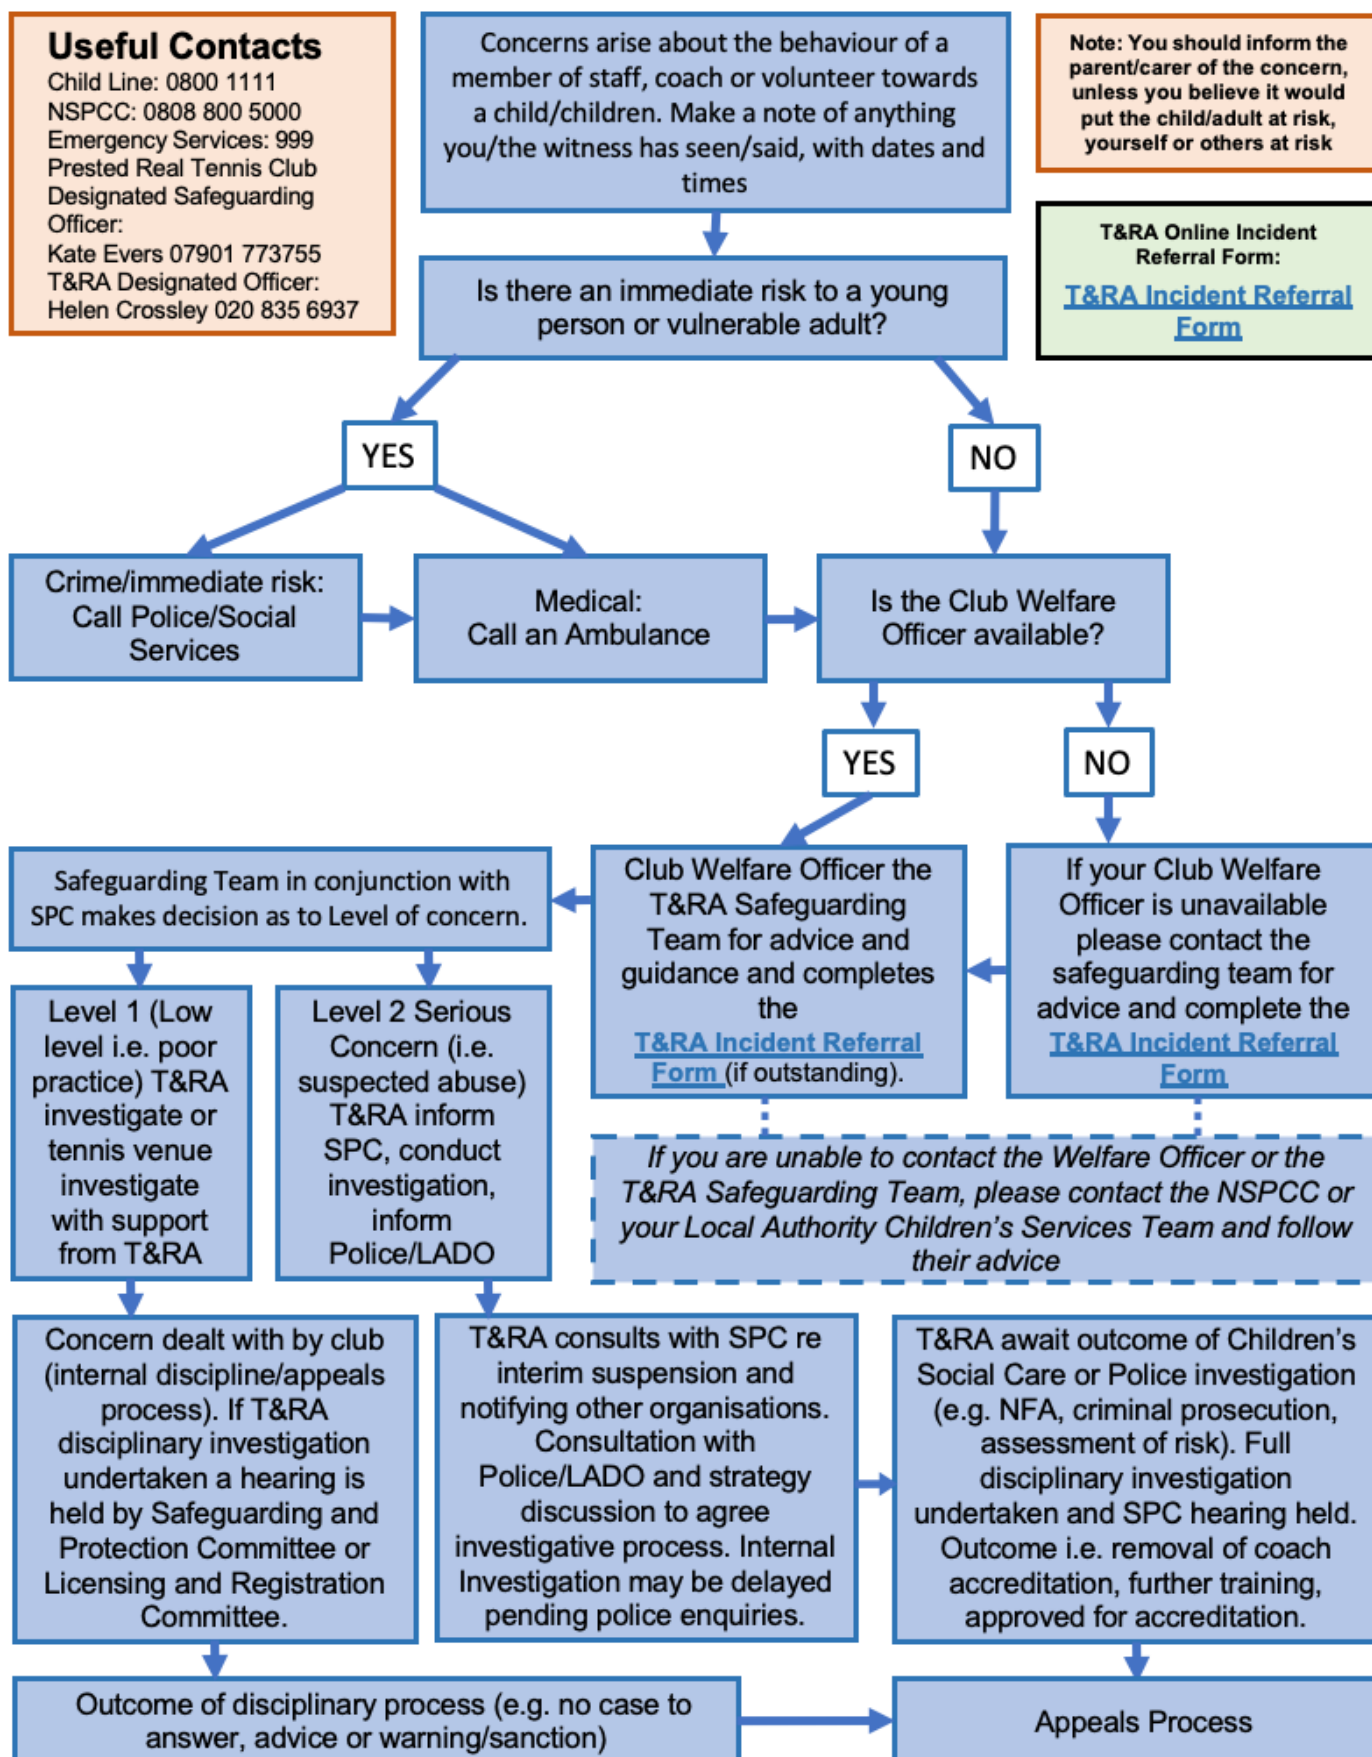 Useful Contacts
Child Line: 0800 1111
NSPCC: 0808 800 5000
Emergency Services: 999
Prested Real Tennis Club
Designated Safeguarding
Officer:
Kate Evers 07901 773755
T&RA Designated Officer:
Helen Crossley 020 835 6937
Concerns arise about the behaviour of a
member of staff, coach or volunteer towards
a child/children. Make a note of anything
you/the witness has seen/said, with dates and
times
Note: You should inform the
parent/carer of the concern,
unless you believe it would
put the child/adult at risk,
yourself or others at risk
T&RA Online Incident
Referral Form:
T&RA Incident Referral
Form
Is there an immediate risk to a young
person or vulnerable adult?
YES
NO
Crime/immediate risk:
Call Police/Social
Services
Medical:
Call an Ambulance
Is the Club Welfare
Officer available?
YES
NO
Safeguarding Team in conjunction with
SPC makes decision as to Level of concern.
Club Welfare Officer the
T&RA Safeguarding
Team for advice and
guidance and completes
the
T&RA Incident Referral
Form (if outstanding).
If your Club Welfare
Officer is unavailable
please contact the
safeguarding team for
advice and complete the
T&RA Incident Referral
Form
Level 1 (Low
level i.e. poor
practice) T&RA
investigate or
tennis venue
investigate
with support
from T&RA
Level 2 Serious
Concern (i.e.
suspected abuse)
T&RA inform
SPC, conduct
investigation,
inform
Police/LADO
If you are unable to contact the Welfare Officer or the
T&RA Safeguarding Team, please contact the NSPCC or
your Local Authority Children's Services Team and follow
their advice
Concern dealt with by club
(internal discipline/appeals
process). If T&RA
disciplinary investigation
undertaken a hearing is
held by Safeguarding and
Protection Committee or
Licensing and Registration
Committee.
T&RA consults with SPC re
interim suspension and
notifying other organisations.
Consultation with
Police/LADO and strategy
discussion to agree
investigative process. Internal
Investigation may be delayed
pending police enquiries.
T&RA await outcome of Children's
Social Care or Police investigation
(e.g. NFA, criminal prosecution,
assessment of risk). Full
disciplinary investigation
undertaken and SPC hearing held.
Outcome i.e. removal of coach
accreditation, further training,
approved for accreditation.
Outcome of disciplinary process (e.g. no case to
answer, advice or warning/sanction)
Appeals Process